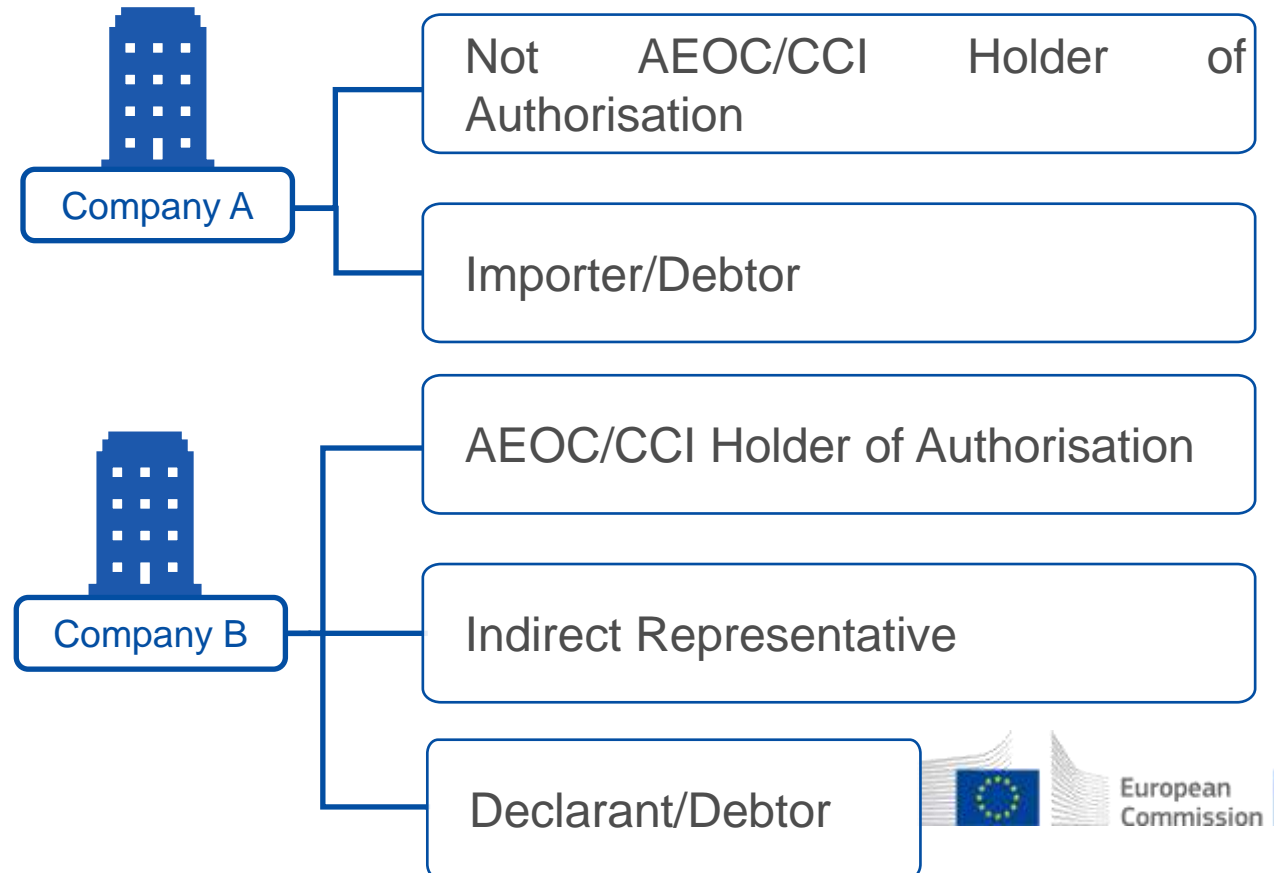 Not AEOC/CCI Holder of
Authorisation
Company A
Importer/Debtor
AEOC/CCI Holder of Authorisation
Company B
Indirect Representative
Declarant/Debtor
European
Commission